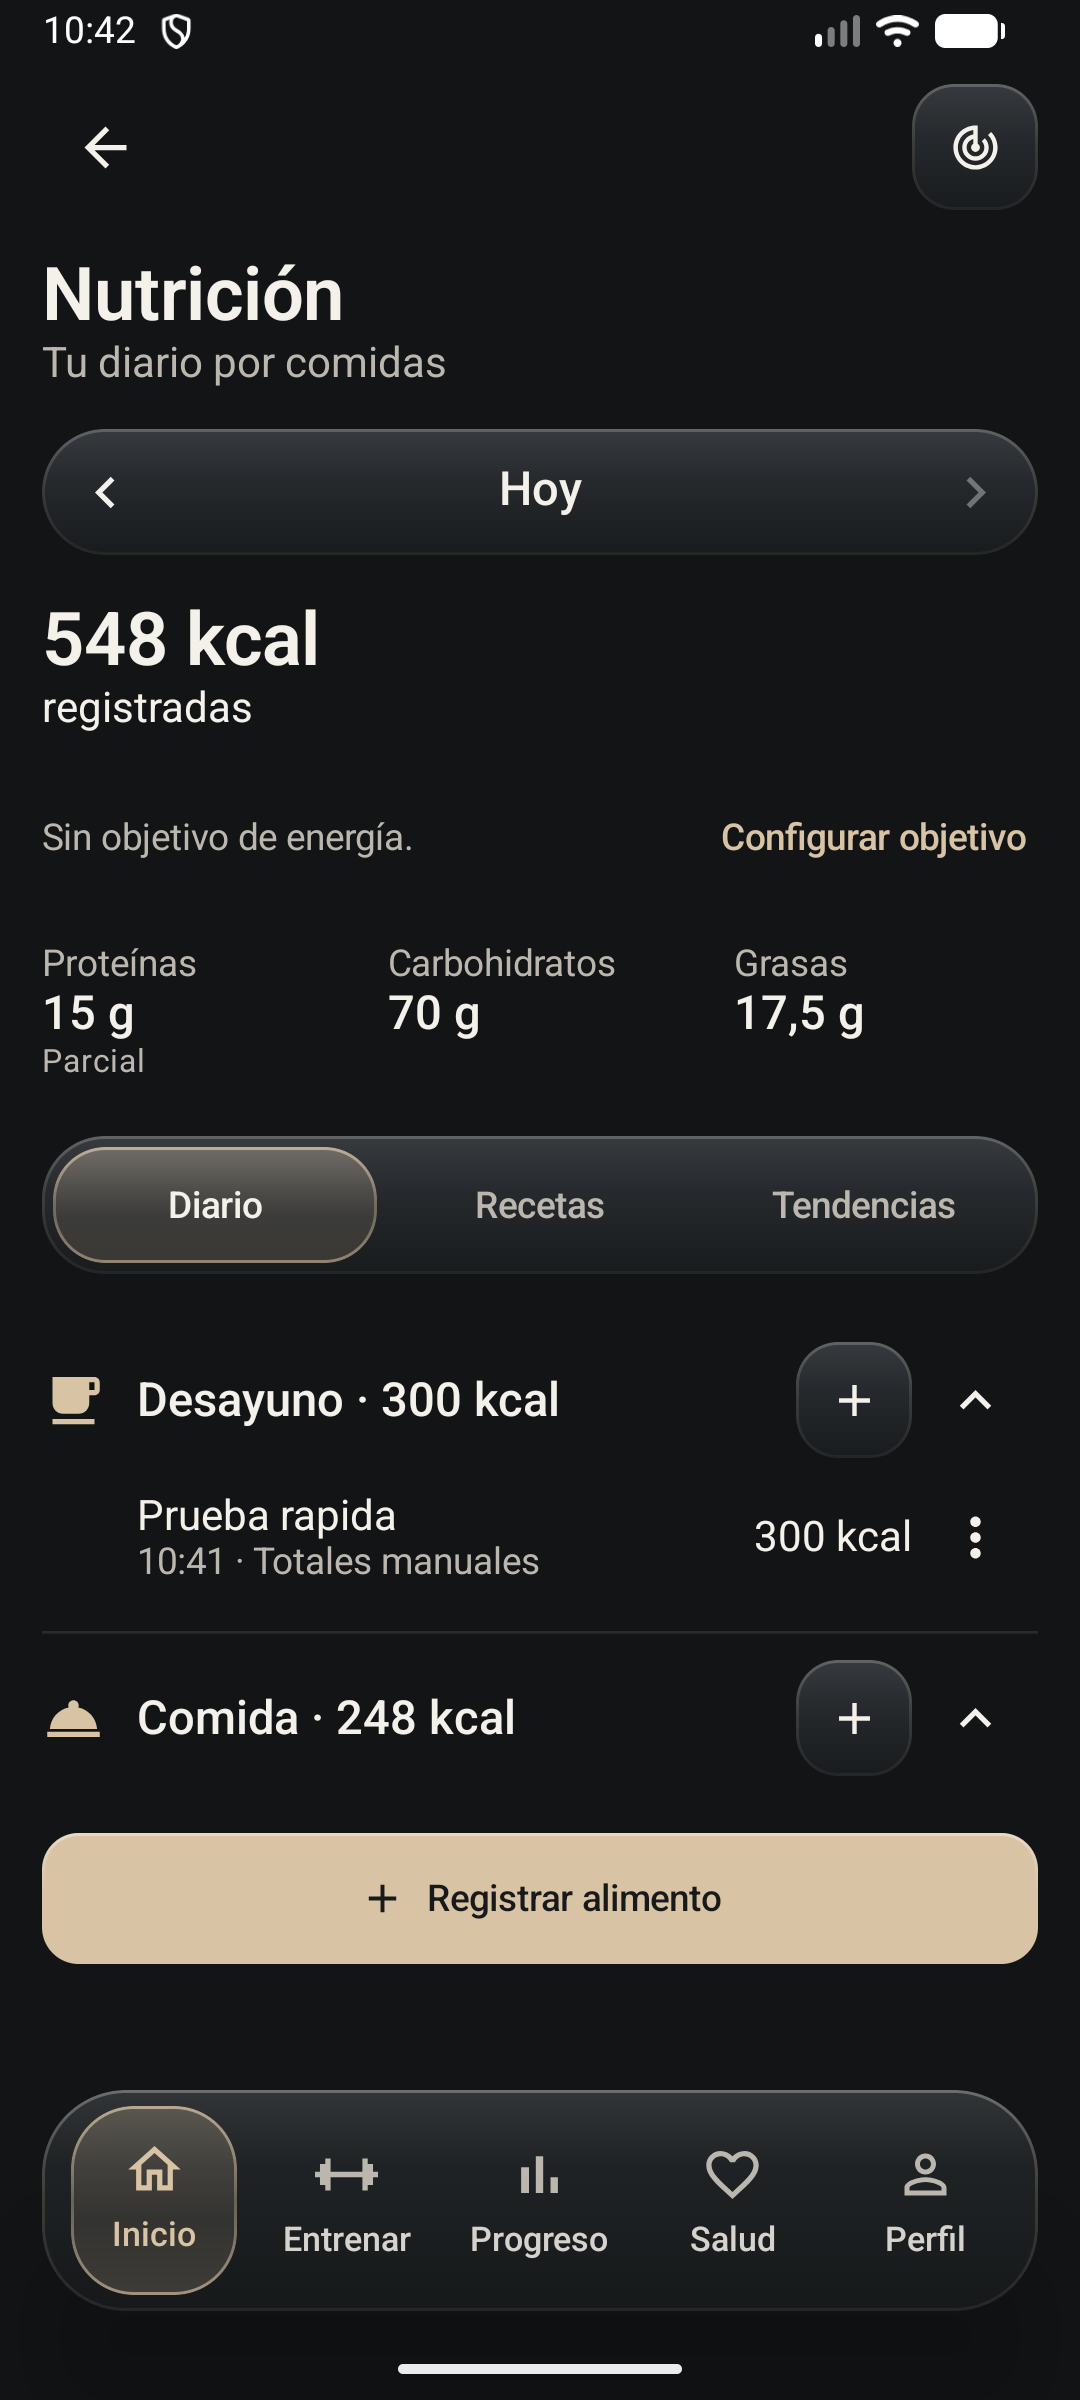 10:42
Nutrición
Tu diario por comidas
Hoy
548 kcal
registradas
Sin objetivo de energía.
Configurar objetivo
Proteínas
15 g
Parcial
Carbohidratos
70 g
Grasas
17,5 g
Diario
Recetas
Tendencias
Desayuno · 300 kcal
Prueba rapida
10:41 · Totales manuales
300 kcal
Comida · 248 kcal
Registrar alimento
Inicio
Entrenar
Progreso
Salud
Perfil